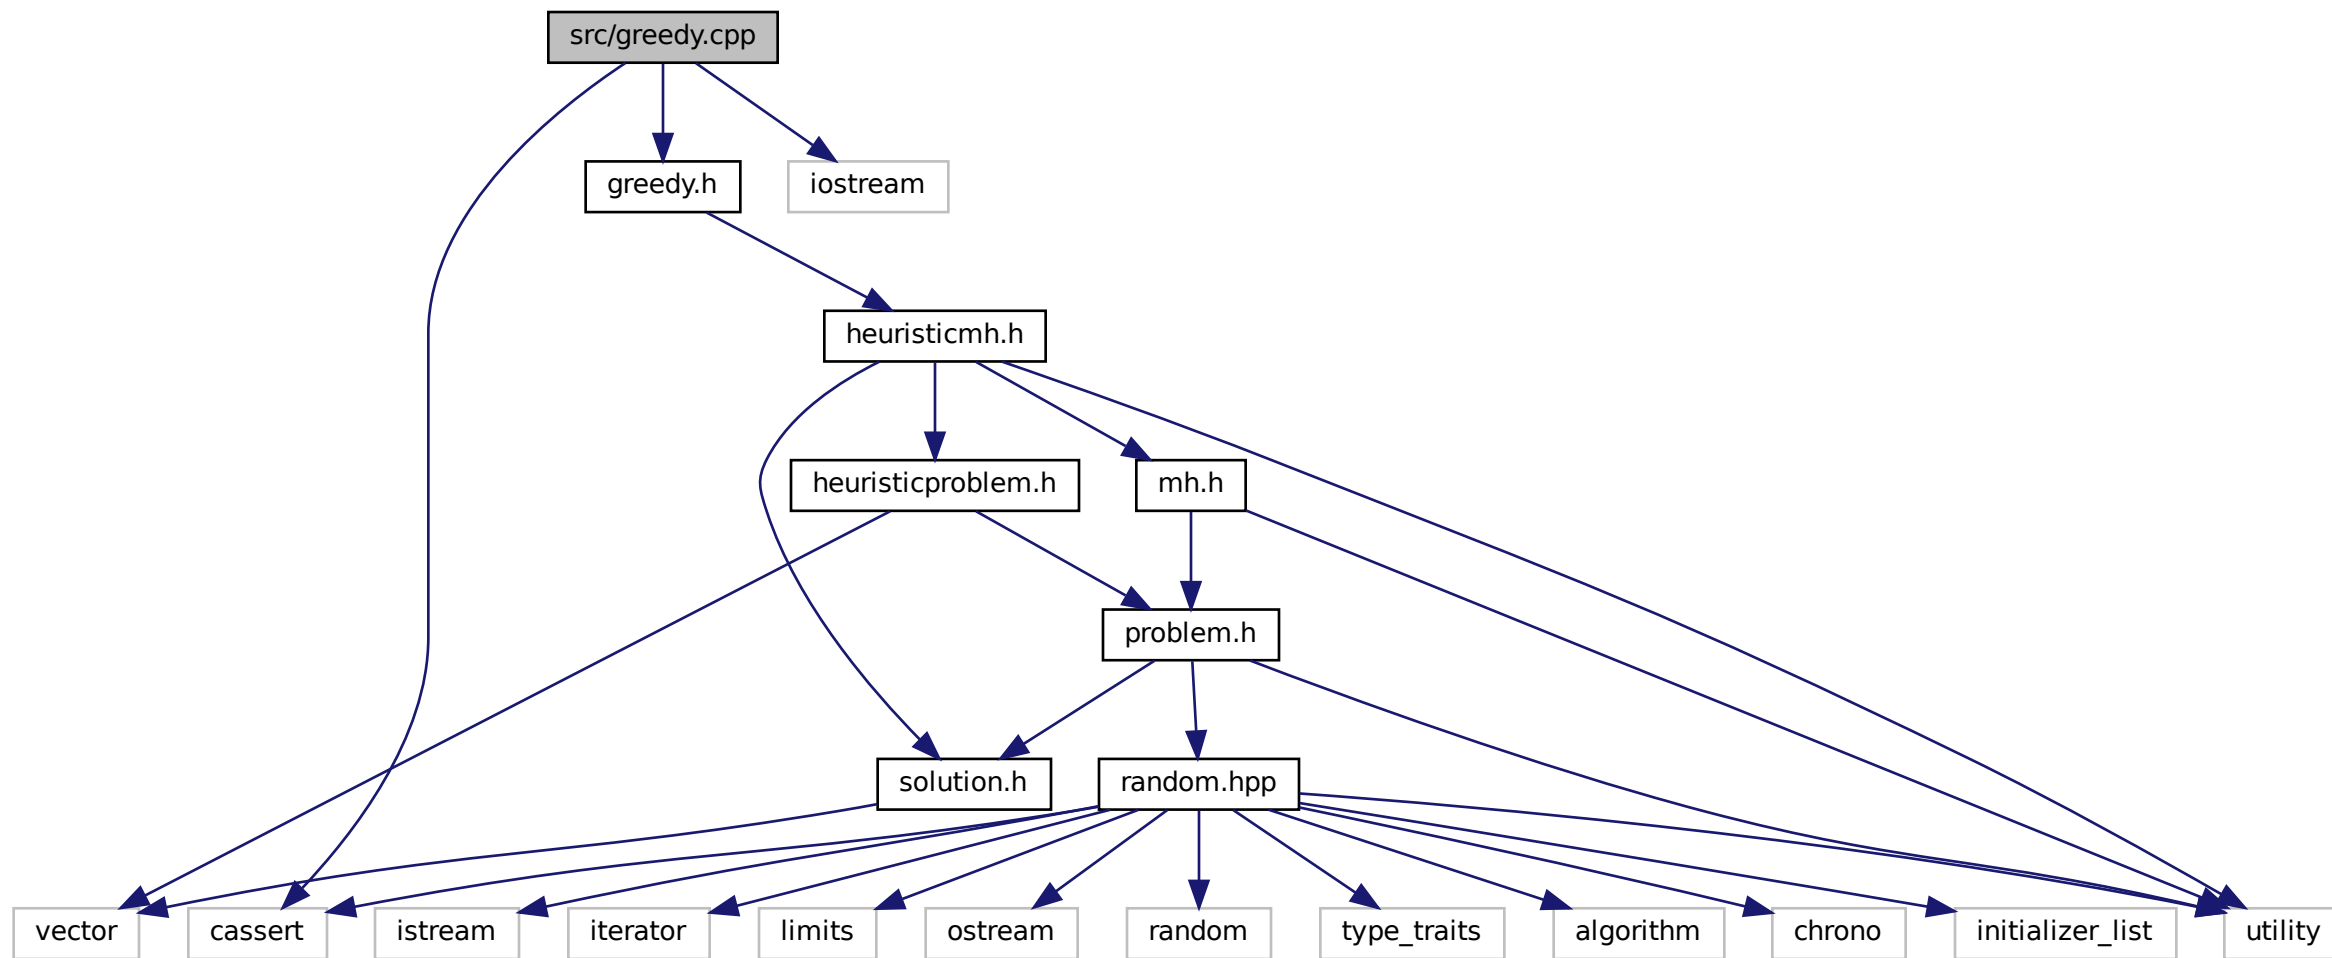 src/greedy.cpp
greedy.h
iostream
heuristicmh.h
heuristicproblem.h
mh.h
problem.h
solution.h
random.hpp
vector
cassert
istream
iterator
limits
ostream
random
type_traits
algorithm
chrono
initializer_list
utility